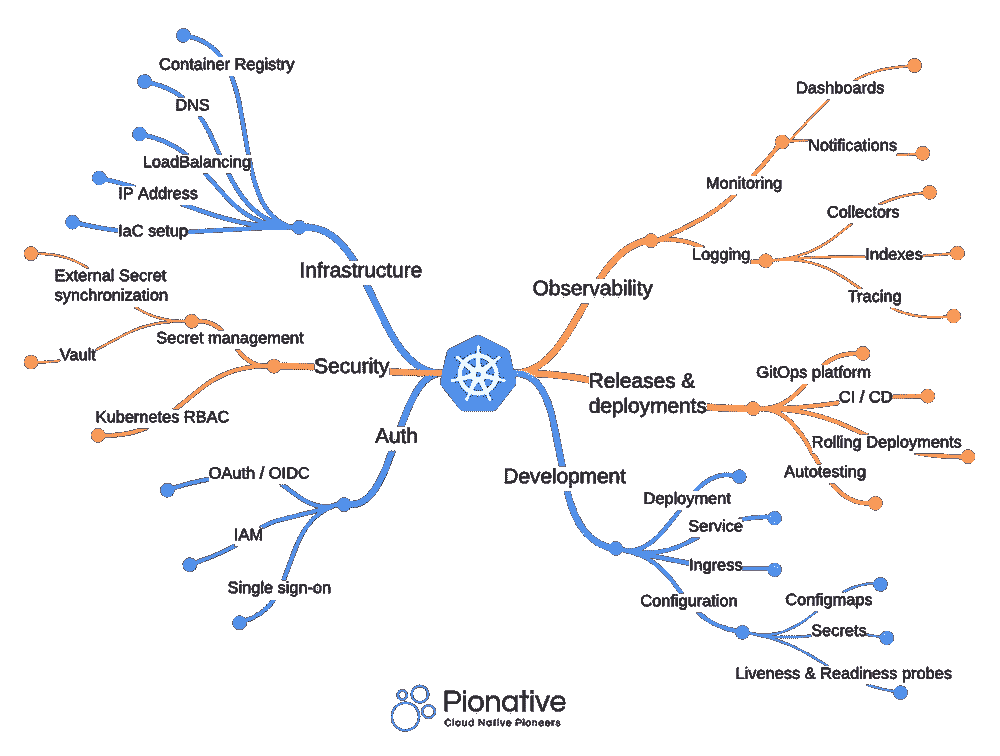 Container Registry
DNS
LoadBalancing
IP Address
IaC setup
Infrastructure
External Secret
synchronization
Vault
Secret management
Security
Kubernetes RBAC
Auth
OAuth / OIDC
IAM
Single sign-on
Dashboards
Notifications
Monitoring
Collectors
Logging
Indexes
Tracing
Observability
Releases &
deployments
GitOps platform
CI / CD
Rolling Deployments
Autotesting
Development
Deployment
Service
Ingress
Configuration
Configmaps
Secrets
Liveness & Readiness probes
Pionative
Cloud Native Pioneers